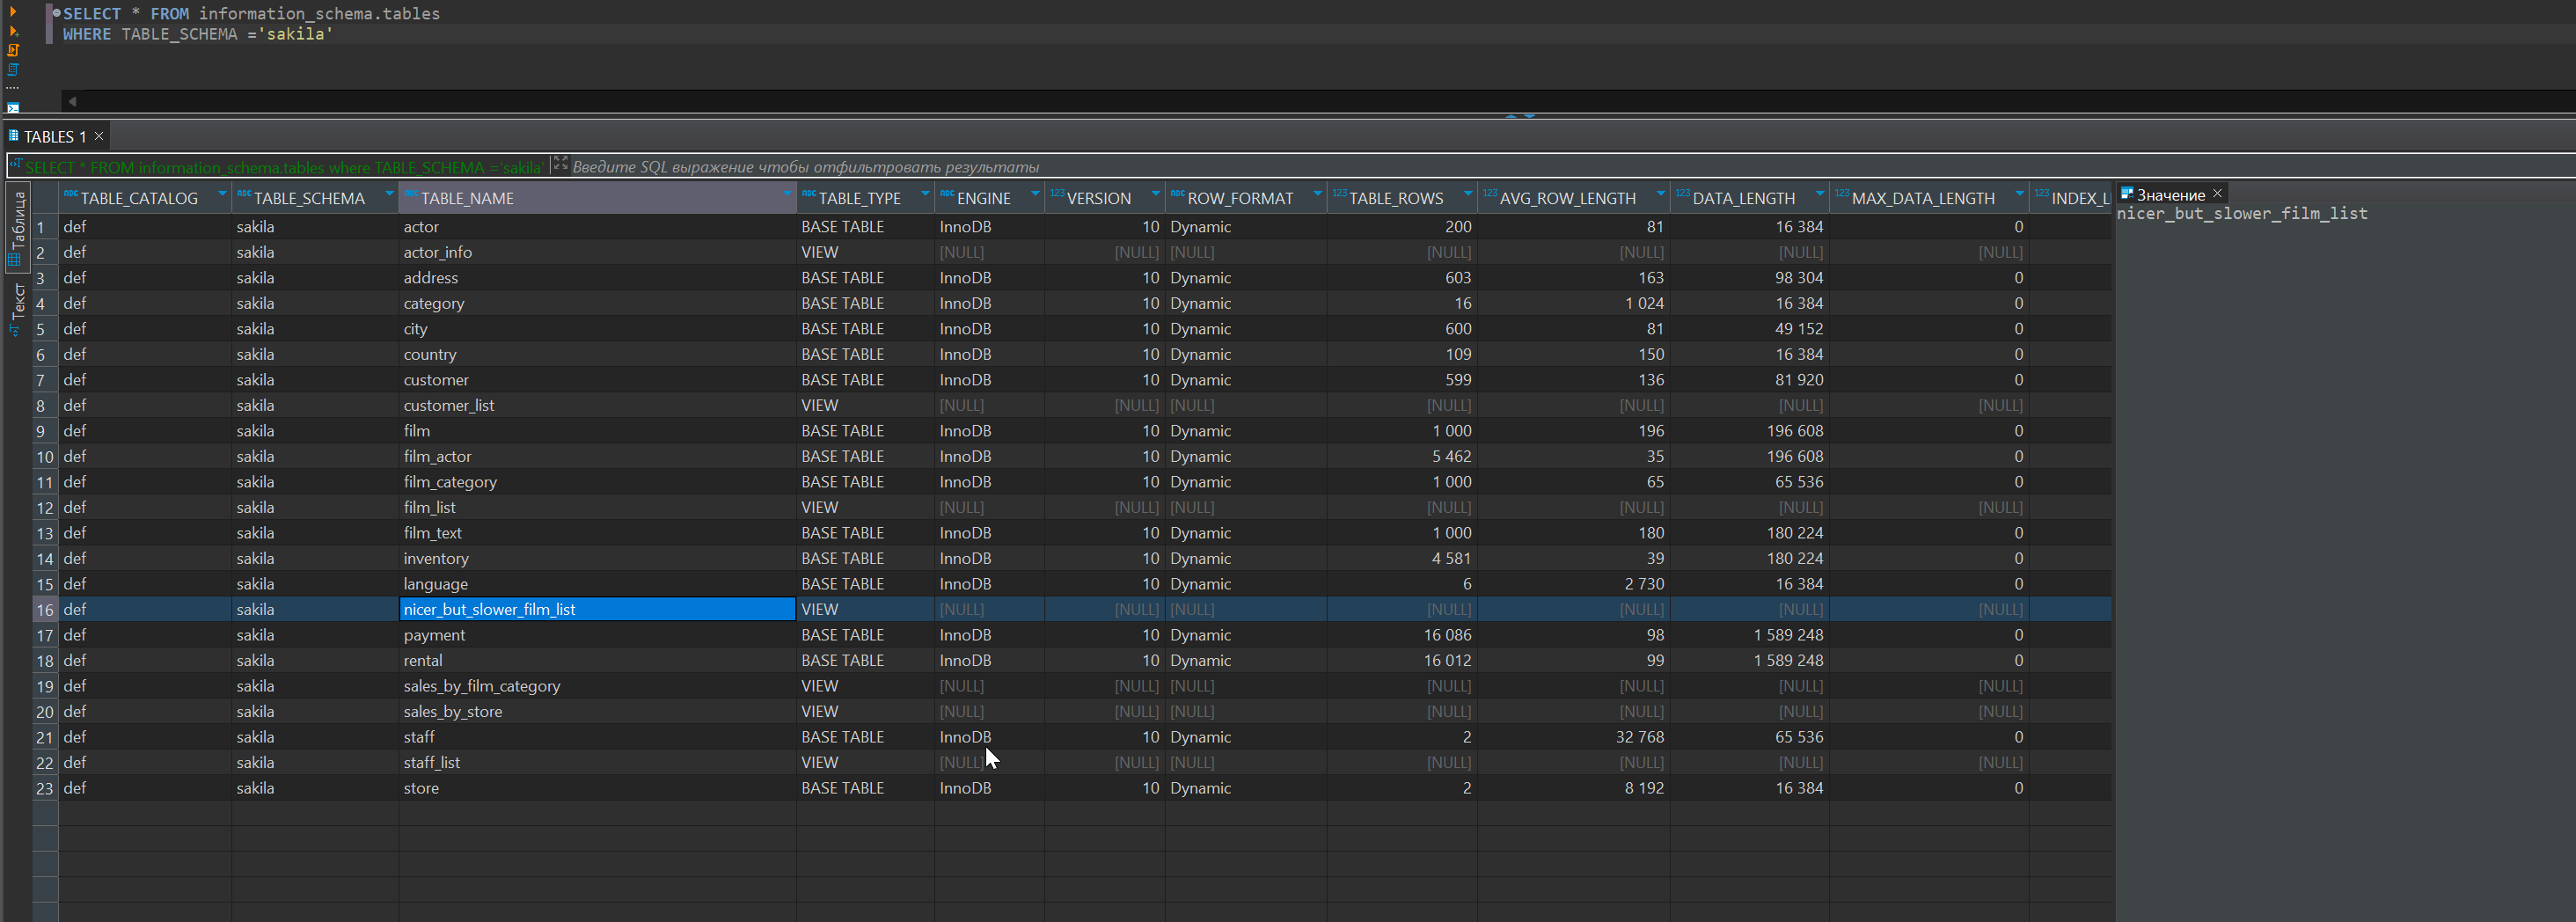 SELECT * FROM information_schema.tables
WHERE TABLE_SCHEMA ='sakila'
TABLES 1
SELECT * FROM information_schema.tables where TABLE_SCHEMA ='sakila' Введите SQL выражение чтобы отфильтровать результаты
Таблица
Текст
ABC TABLE_CATALOG ABC TABLE_SCHEMA ABC TABLE_NAME ABC TABLE_TYPE ABC ENGINE 123 VERSION ABC ROW_FORMAT 123 TABLE_ROWS 123 AVG_ROW_LENGTH 123 DATA_LENGTH 123 MAX_DATA_LENGTH 123 INDEX_L
1 def sakila actor BASE TABLE InnoDB 10 Dynamic 200 81 16 384 0
2 def sakila actor_info VIEW [NULL] [NULL] [NULL] [NULL] [NULL] [NULL] [NULL]
3 def sakila address BASE TABLE InnoDB 10 Dynamic 603 163 98 304 0
4 def sakila category BASE TABLE InnoDB 10 Dynamic 16 1 024 16 384 0
5 def sakila city BASE TABLE InnoDB 10 Dynamic 600 81 49 152 0
6 def sakila country BASE TABLE InnoDB 10 Dynamic 109 150 16 384 0
7 def sakila customer BASE TABLE InnoDB 10 Dynamic 599 136 81 920 0
8 def sakila customer_list VIEW [NULL] [NULL] [NULL] [NULL] [NULL] [NULL] [NULL]
9 def sakila film BASE TABLE InnoDB 10 Dynamic 1 000 196 196 608 0
10 def sakila film_actor BASE TABLE InnoDB 10 Dynamic 5 462 35 196 608 0
11 def sakila film_category BASE TABLE InnoDB 10 Dynamic 1 000 65 65 536 0
12 def sakila film_list VIEW [NULL] [NULL] [NULL] [NULL] [NULL] [NULL] [NULL]
13 def sakila film_text BASE TABLE InnoDB 10 Dynamic 1 000 180 180 224 0
14 def sakila inventory BASE TABLE InnoDB 10 Dynamic 4 581 39 180 224 0
15 def sakila language BASE TABLE InnoDB 10 Dynamic 6 2 730 16 384 0
16 def sakila nicer_but_slower_film_list VIEW [NULL] [NULL] [NULL] [NULL] [NULL] [NULL] [NULL]
17 def sakila payment BASE TABLE InnoDB 10 Dynamic 16 086 98 1 589 248 0
18 def sakila rental BASE TABLE InnoDB 10 Dynamic 16 012 99 1 589 248 0
19 def sakila sales_by_film_category VIEW [NULL] [NULL] [NULL] [NULL] [NULL] [NULL] [NULL]
20 def sakila sales_by_store VIEW [NULL] [NULL] [NULL] [NULL] [NULL] [NULL] [NULL]
21 def sakila staff BASE TABLE InnoDB 10 Dynamic 2 32 768 65 536 0
22 def sakila staff_list VIEW [NULL] [NULL] [NULL] [NULL] [NULL] [NULL] [NULL]
23 def sakila store BASE TABLE InnoDB 10 Dynamic 2 8 192 16 384 0
Значение
nicer_but_slower_film_list